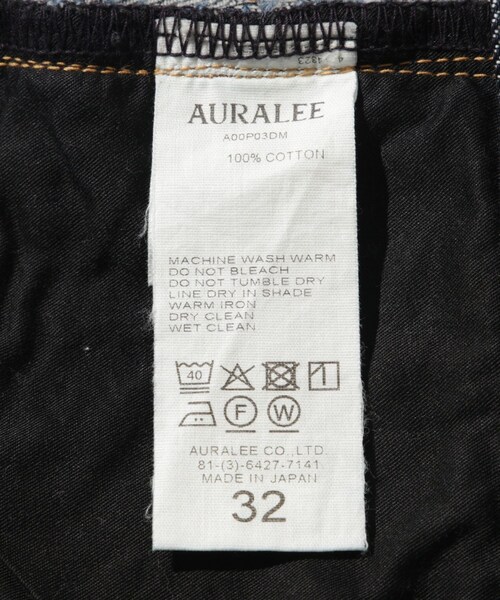 AURALEE
A00P03DM
100% COTTON
MACHINE WASH WARM
DO NOT BLEACH
DO NOT TUMBLE DRY
LINE DRY IN SHADE
WARM IRON
DRY CLEAN
WET CLEAN
40
F W
AURALEE CO.,LTD.
81-(3)-6427-7141
MADE IN JAPAN
32